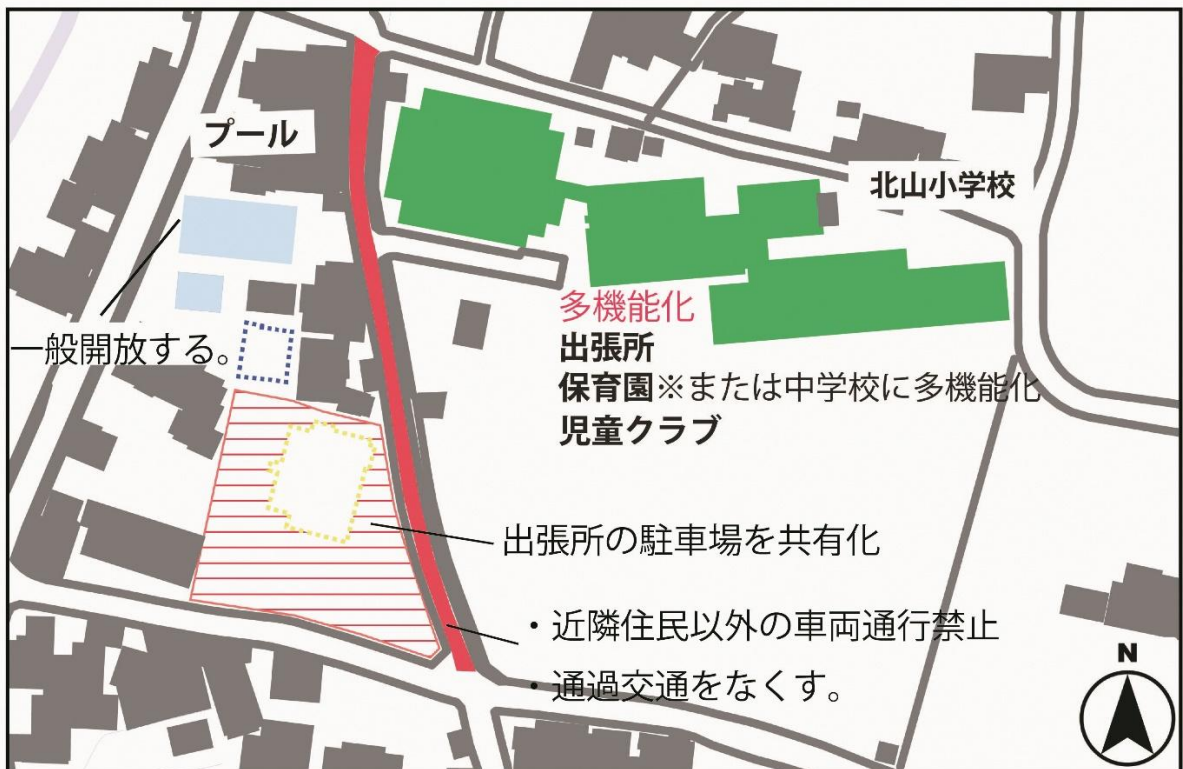 プール
北山小学校
多機能化
出張所
保育園※または中学校に多機能化
児童クラブ
一般開放する。
出張所の駐車場を共有化
・近隣住民以外の車両通行禁止
・通過交通をなくす。
N